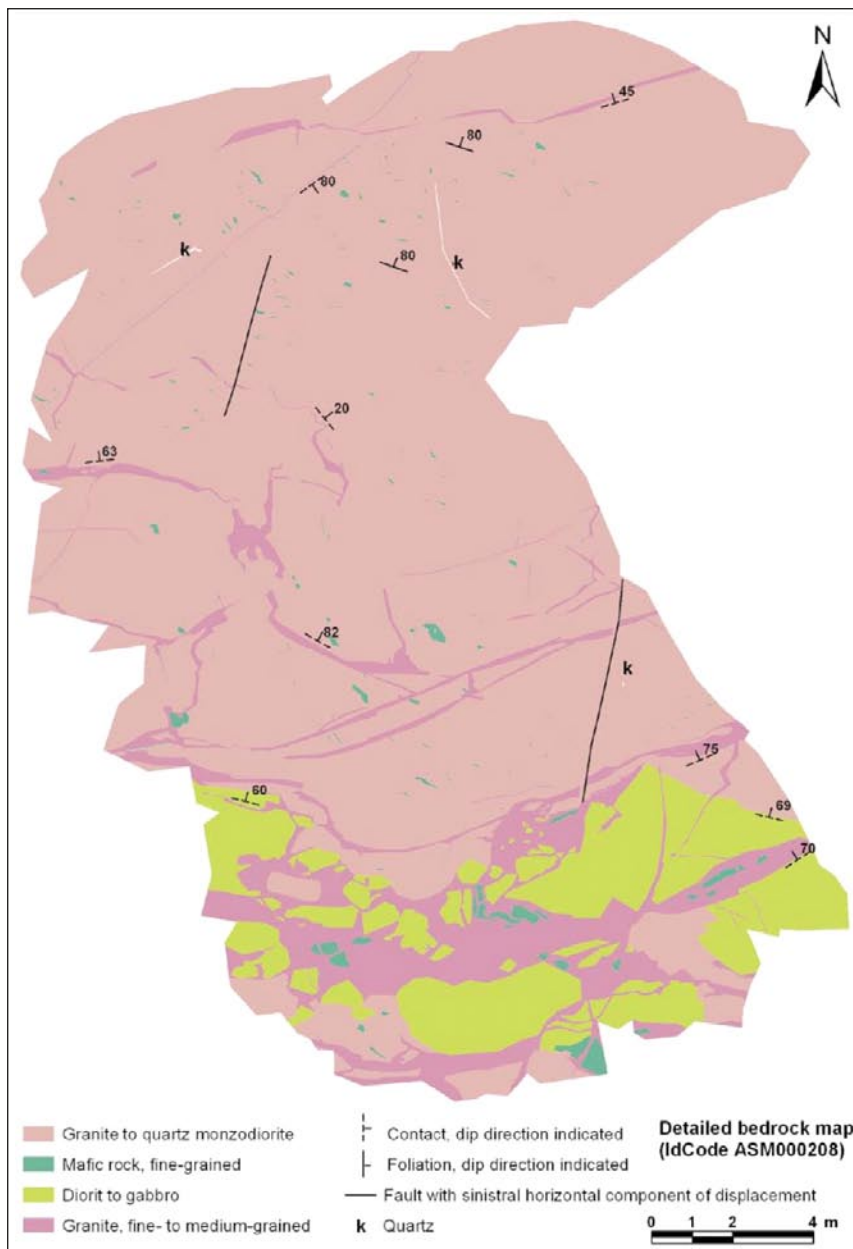 N
45
80
80
k
k
80
20
63
82
k
75
60
69
70
Granite to quartz monzodiorite
Mafic rock, fine-grained
Diorit to gabbro
Granite, fine- to medium-grained
Contact, dip direction indicated
Foliation, dip direction indicated
Fault with sinistral horizontal component of displacement
k Quartz
Detailed bedrock map
(IdCode ASM000208)
0 1 2 4 m